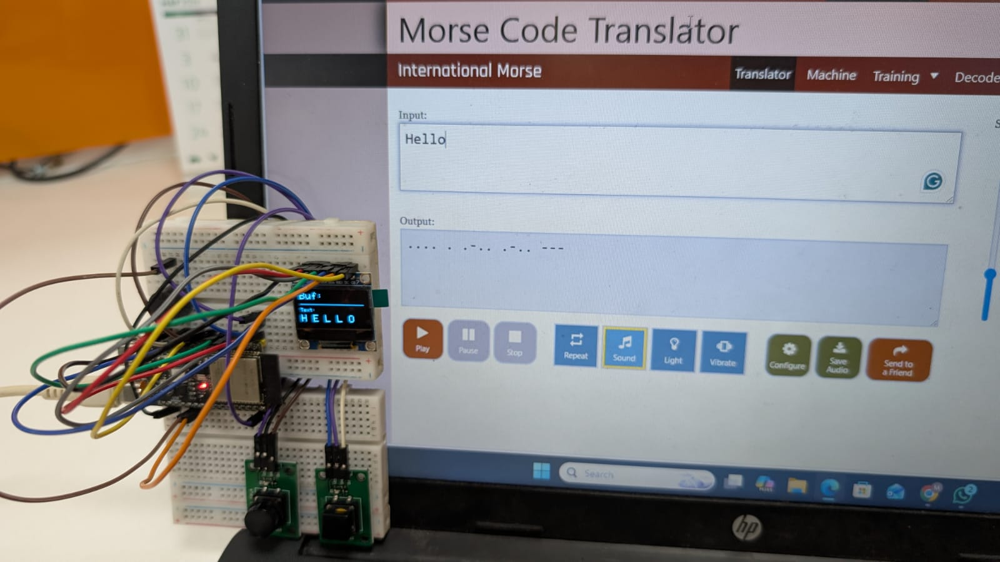 Morse Code Translator
International Morse
Translator Machine Training ▼ Decode
Input:
Hello
Output:
.... . .-.. .-.. ---
Play Pause Stop Repeat Sound Light Vibrate Configure Save Audio Send to a Friend
Buf:
Text:
HELLO
Search
hp